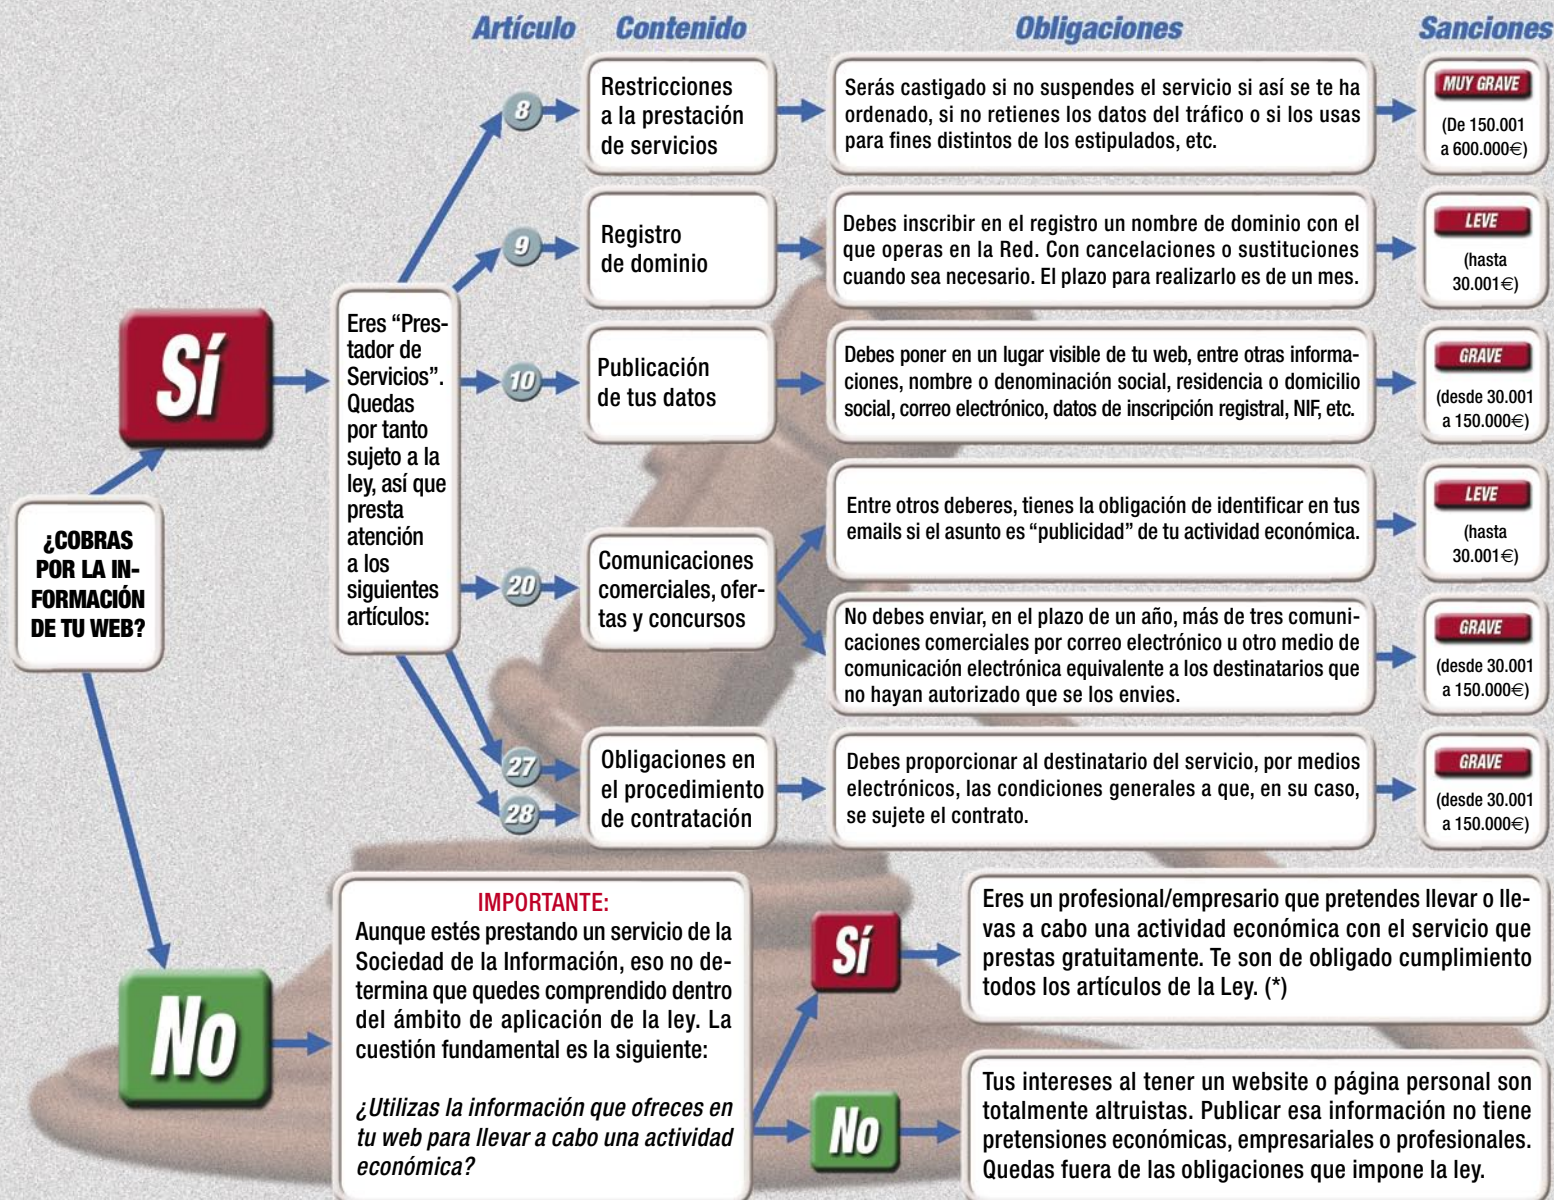 Artículo Contenido Obligaciones Sanciones
¿COBRAS
POR LA IN-
FORMACIÓN
DE TU WEB?
Sí
Eres “Pres-
tador de
Servicios”.
Quedas
por tanto
sujeto a la
ley, así que
presta
atención
a los
siguientes
artículos:
8
Restricciones
a la prestación
de servicios
Serás castigado si no suspendes el servicio si así se te ha
ordenado, si no retienes los datos del tráfico o si los usas
para fines distintos de los estipulados, etc.
MUY GRAVE
(De 150.001
a 600.000€)
9
Registro
de dominio
Debes inscribir en el registro un nombre de dominio con el
que operas en la Red. Con cancelaciones o sustituciones
cuando sea necesario. El plazo para realizarlo es de un mes.
LEVE
(hasta
30.001€)
10
Publicación
de tus datos
Debes poner en un lugar visible de tu web, entre otras informa-
ciones, nombre o denominación social, residencia o domicilio
social, correo electrónico, datos de inscripción registral, NIF, etc.
GRAVE
(desde 30.001
a 150.000€)
20
Comunicaciones
comerciales, ofer-
tas y concursos
Entre otros deberes, tienes la obligación de identificar en tus
emails si el asunto es “publicidad” de tu actividad económica.
LEVE
(hasta
30.001€)
No debes enviar, en el plazo de un año, más de tres comuni-
caciones comerciales por correo electrónico u otro medio de
comunicación electrónica equivalente a los destinatarios que
no hayan autorizado que se los envies.
GRAVE
(desde 30.001
a 150.000€)
27
28
Obligaciones en
el procedimiento
de contratación
Debes proporcionar al destinatario del servicio, por medios
electrónicos, las condiciones generales a que, en su caso,
se sujete el contrato.
GRAVE
(desde 30.001
a 150.000€)
No
IMPORTANTE:
Aunque estés prestando un servicio de la
Sociedad de la Información, eso no de-
termina que quedes comprendido dentro
del ámbito de aplicación de la ley. La
cuestión fundamental es la siguiente:
¿Utilizas la información que ofreces en
tu web para llevar a cabo una actividad
económica?
Sí
Eres un profesional/empresario que pretendes llevar o lle-
vas a cabo una actividad económica con el servicio que
prestas gratuitamente. Te son de obligado cumplimiento
todos los artículos de la Ley. (*)
No
Tus intereses al tener un website o página personal son
totalmente altruistas. Publicar esa información no tiene
pretensiones económicas, empresariales o profesionales.
Quedas fuera de las obligaciones que impone la ley.